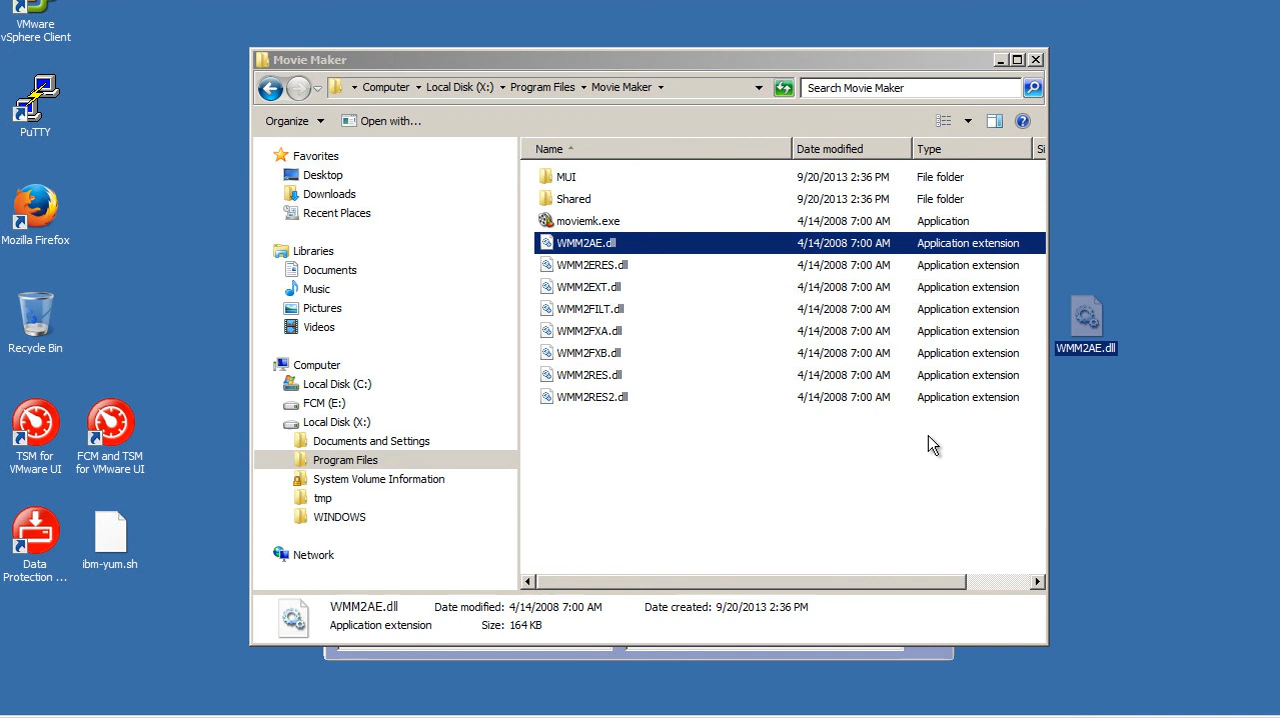 VMware
vSphere Client
PuTTY
Mozilla Firefox
Recycle Bin
TSM for
VMware UI
FCM and TSM
for VMware UI
Data
Protection ...
ibm-yum.sh
Movie Maker
Computer
Local Disk (X:)
Program Files
Movie Maker
Search Movie Maker
Organize
Open with...
Favorites
Desktop
Downloads
Recent Places
Libraries
Documents
Music
Pictures
Videos
Computer
Local Disk (C:)
FCM (E:)
Local Disk (X:)
Documents and Settings
Program Files
System Volume Information
tmp
WINDOWS
Network
Name Date modified Type Si
MUI 9/20/2013 2:36 PM File folder
Shared 9/20/2013 2:36 PM File folder
moviemk.exe 4/14/2008 7:00 AM Application
WMM2AE.dll 4/14/2008 7:00 AM Application extension
WMM2ERES.dll 4/14/2008 7:00 AM Application extension
WMM2EXT.dll 4/14/2008 7:00 AM Application extension
WMM2FILT.dll 4/14/2008 7:00 AM Application extension
WMM2FXA.dll 4/14/2008 7:00 AM Application extension
WMM2FXB.dll 4/14/2008 7:00 AM Application extension
WMM2RES.dll 4/14/2008 7:00 AM Application extension
WMM2RES2.dll 4/14/2008 7:00 AM Application extension
WMM2AE.dll Date modified: 4/14/2008 7:00 AM Date created: 9/20/2013 2:36 PM
Application extension Size: 164 KB
WMM2AE.dll